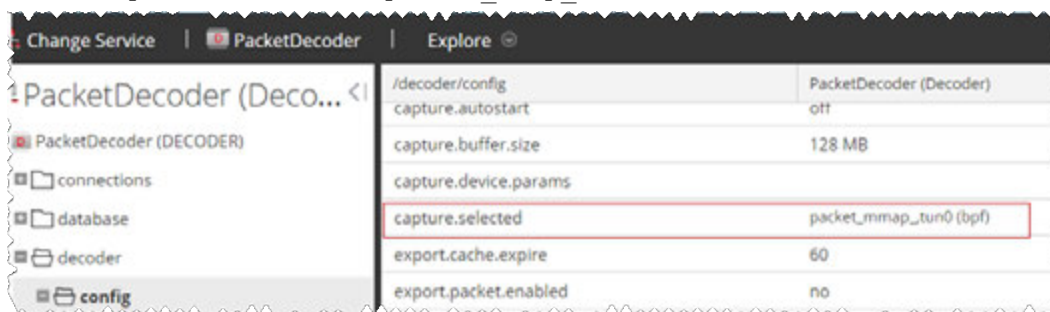 Change Service | PacketDecoder | Explore
PacketDecoder (Deco...
PacketDecoder (DECODER)
connections
database
decoder
config
/decoder/config PacketDecoder (Decoder)
capture.autostart off
capture.buffer.size 128 MB
capture.device.params
capture.selected packet_mmap_tun0 (bpf)
export.cache.expire 60
export.packet.enabled no